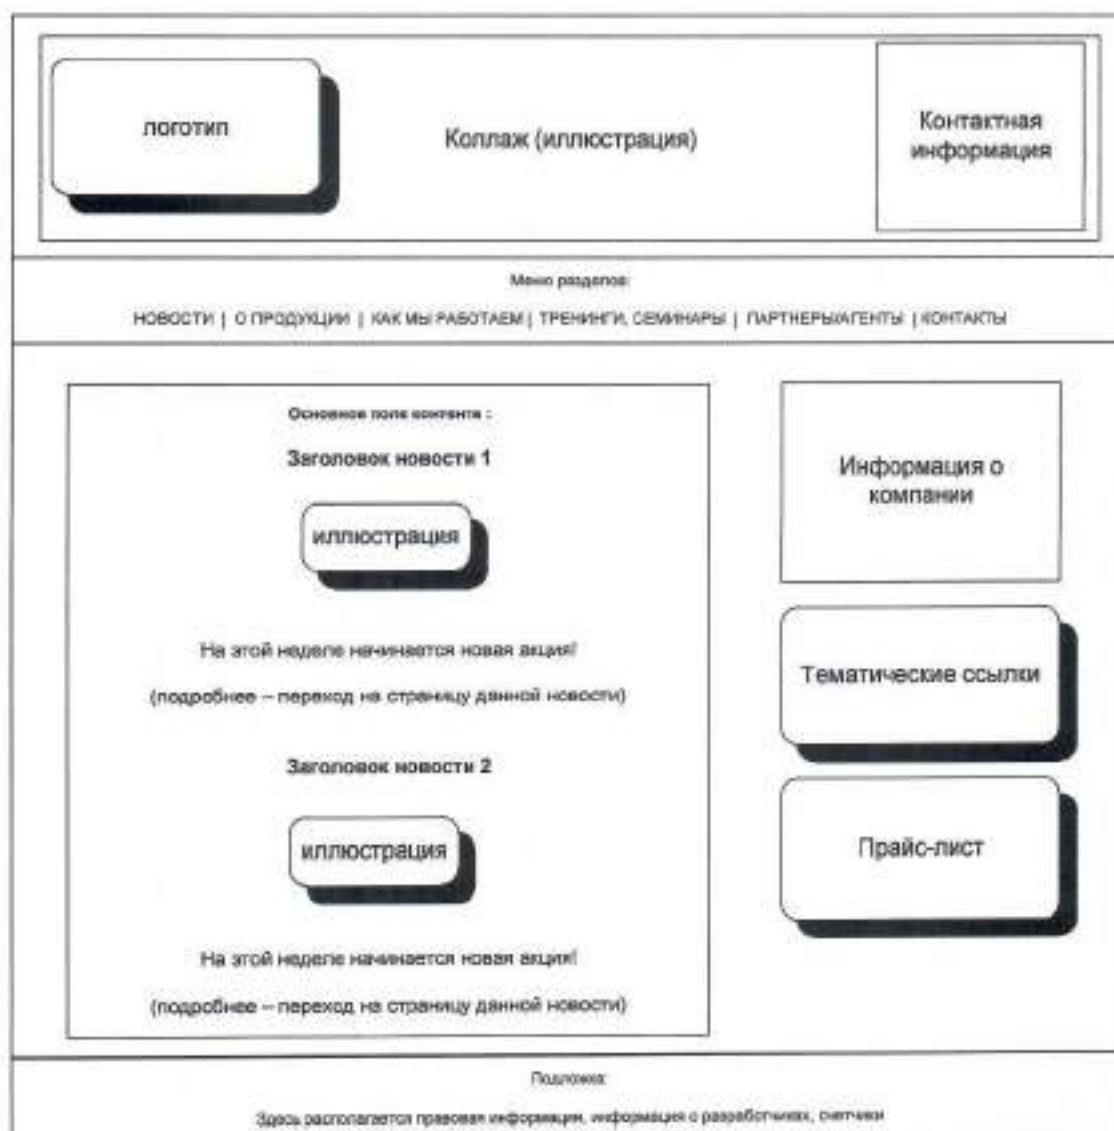 логотип
Коллаж (иллюстрация)
Контактная
информация
Меню разделов:
НОВОСТИ | О ПРОДУКЦИИ | КАК МЫ РАБОТАЕМ | ТРЕНИНГИ, СЕМИНАРЫ | ПАРТНЕРЫ/АГЕНТЫ | КОНТАКТЫ
Основное поле контента :
Заголовок новости 1
иллюстрация
На этой неделе начинается новая акция!
(подробнее – переход на страницу данной новости)
Заголовок новости 2
иллюстрация
На этой неделе начинается новая акция!
(подробнее – переход на страницу данной новости)
Информация о
компании
Тематические ссылки
Прайс-лист
Подложка:
Здесь располагается правовая информация, информация о разработчиках, счетчики